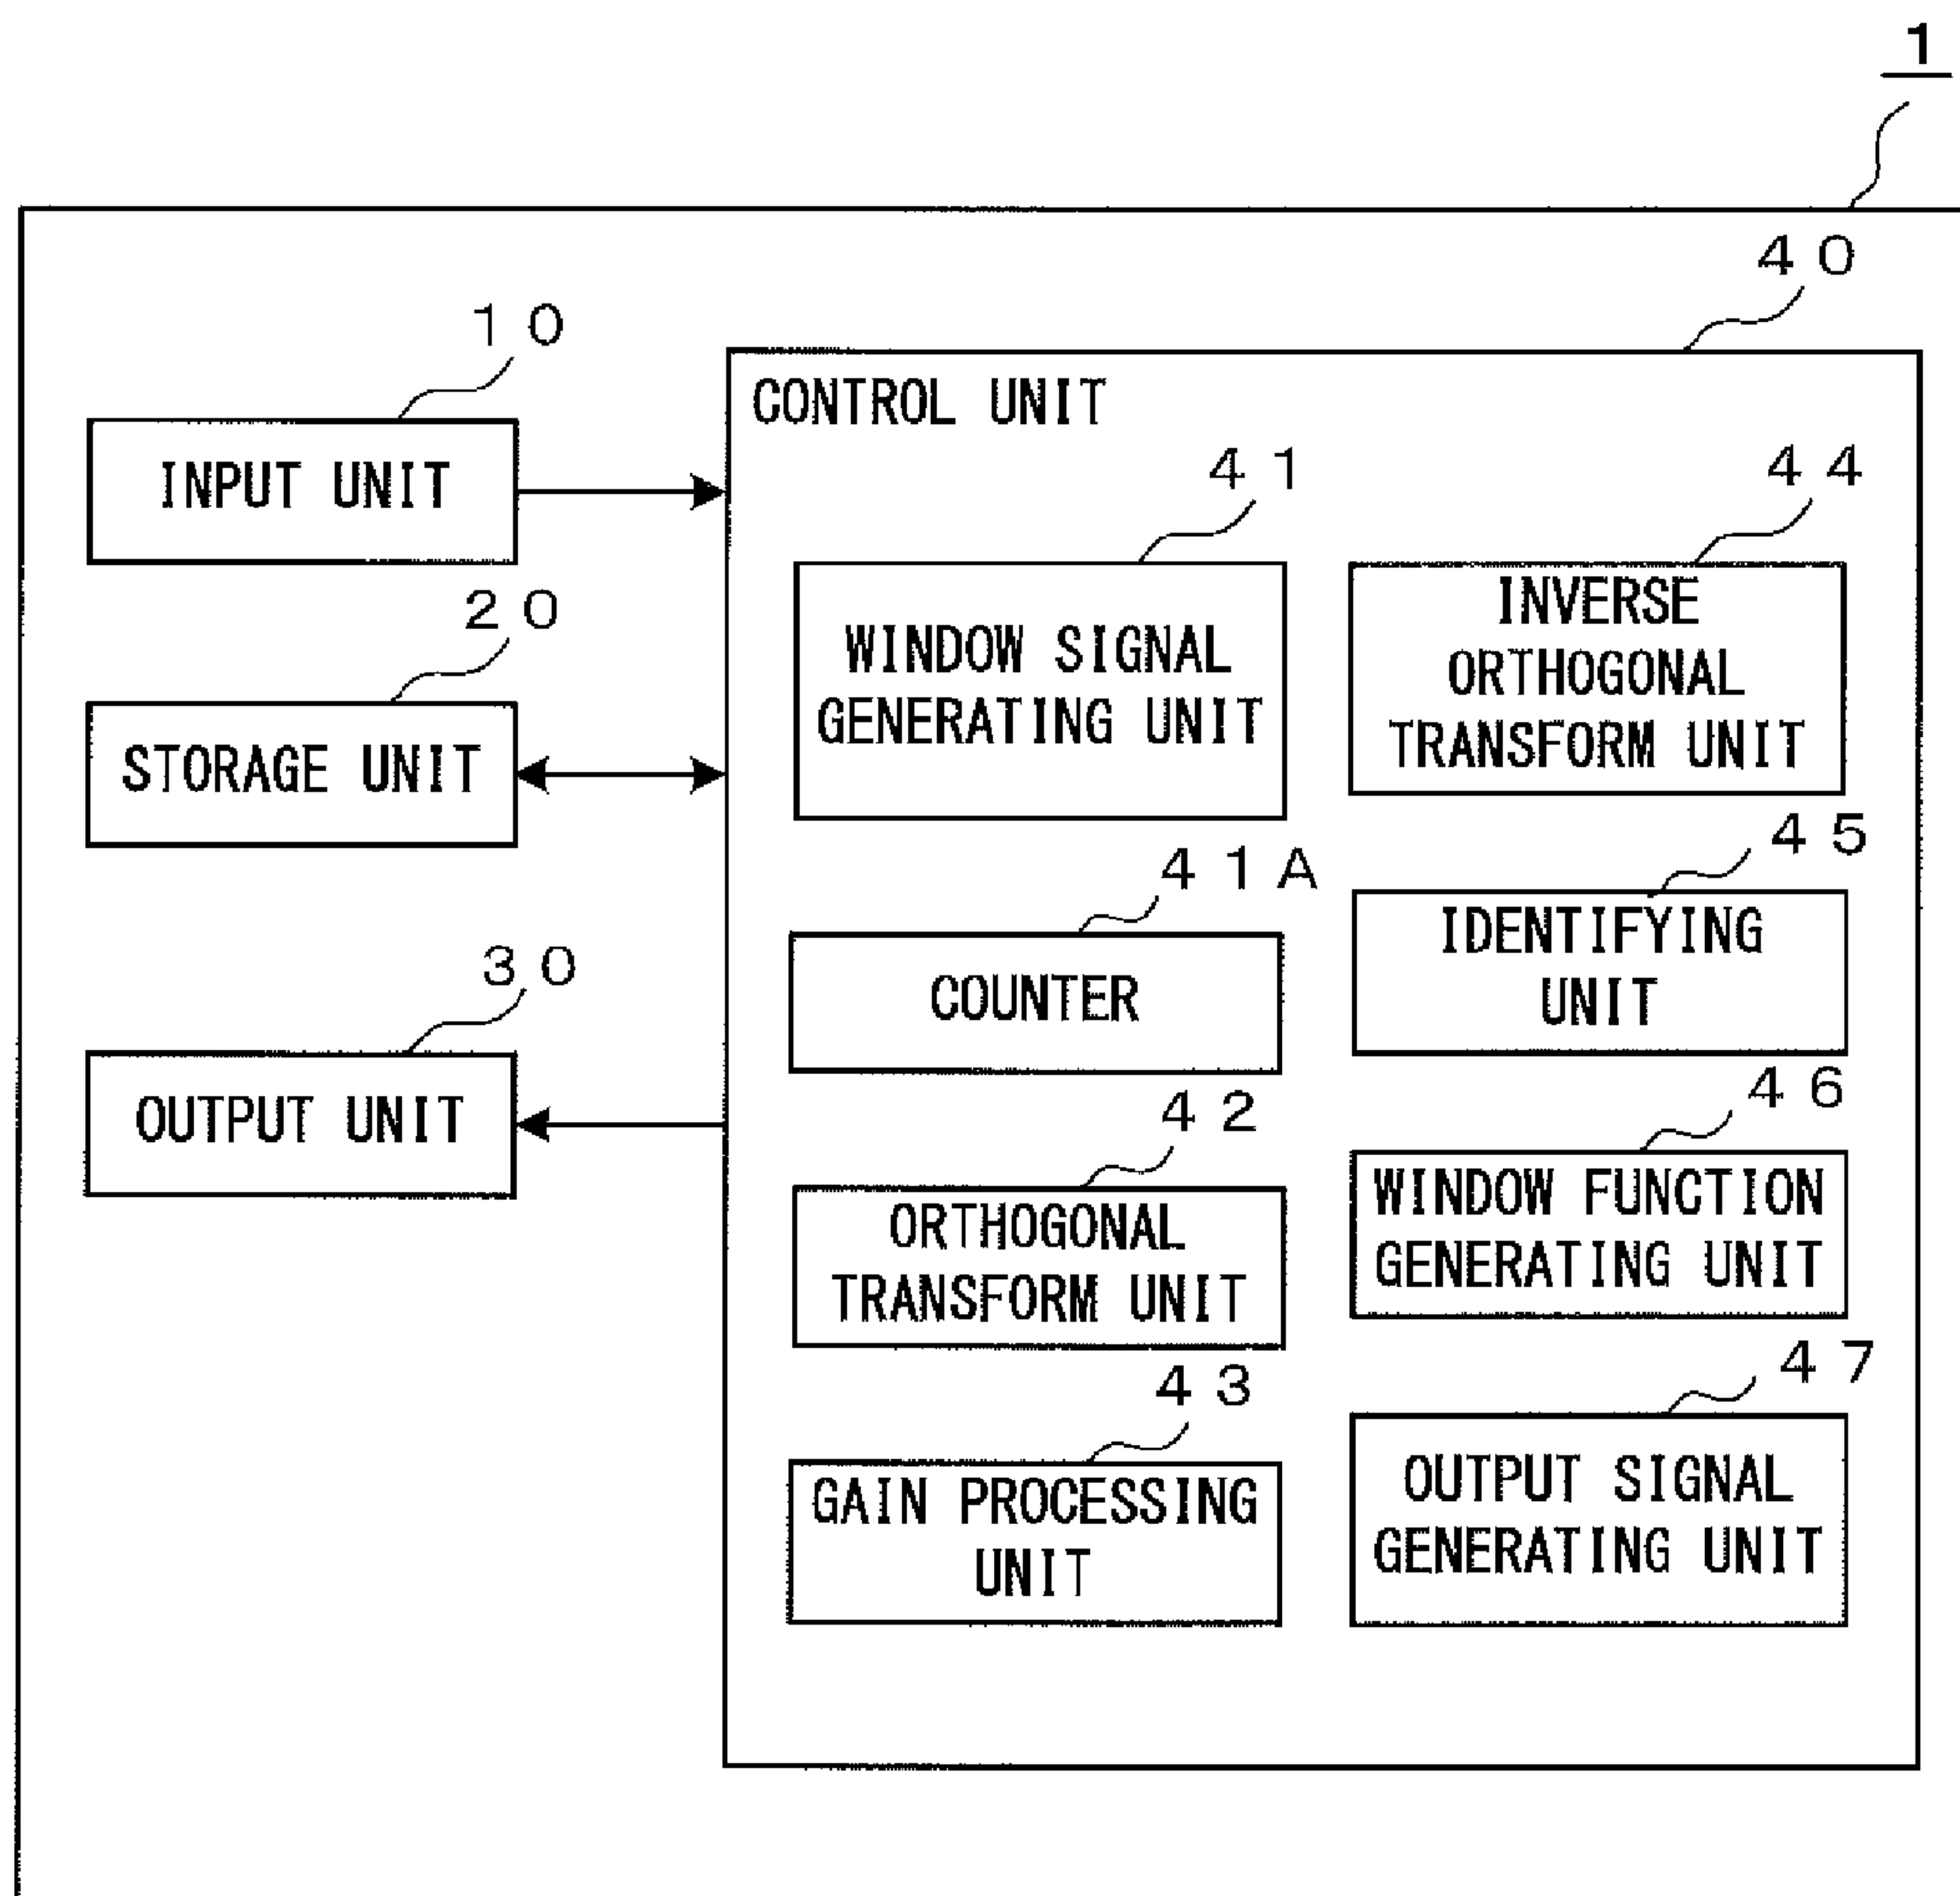 1
40
10
CONTROL UNIT
INPUT UNIT
41
44
WINDOW SIGNAL
GENERATING UNIT
INVERSE
ORTHOGONAL
TRANSFORM UNIT
20
STORAGE UNIT
41A
45
COUNTER
IDENTIFYING
UNIT
30
OUTPUT UNIT
42
46
ORTHOGONAL
TRANSFORM UNIT
WINDOW FUNCTION
GENERATING UNIT
43
47
GAIN PROCESSING
UNIT
OUTPUT SIGNAL
GENERATING UNIT